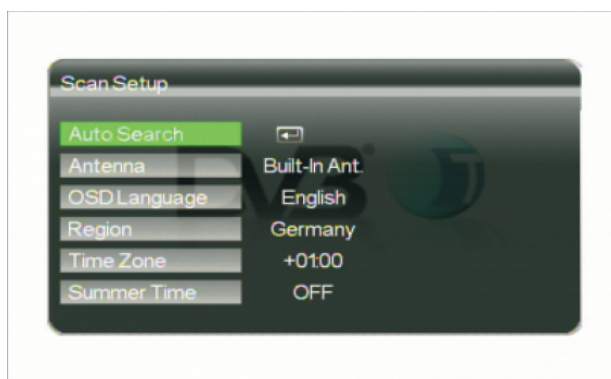 Scan Setup
Auto Search
Antenna Built-In Ant.
OSD Language English
Region Germany
Time Zone +01:00
Summer Time OFF
DVB T